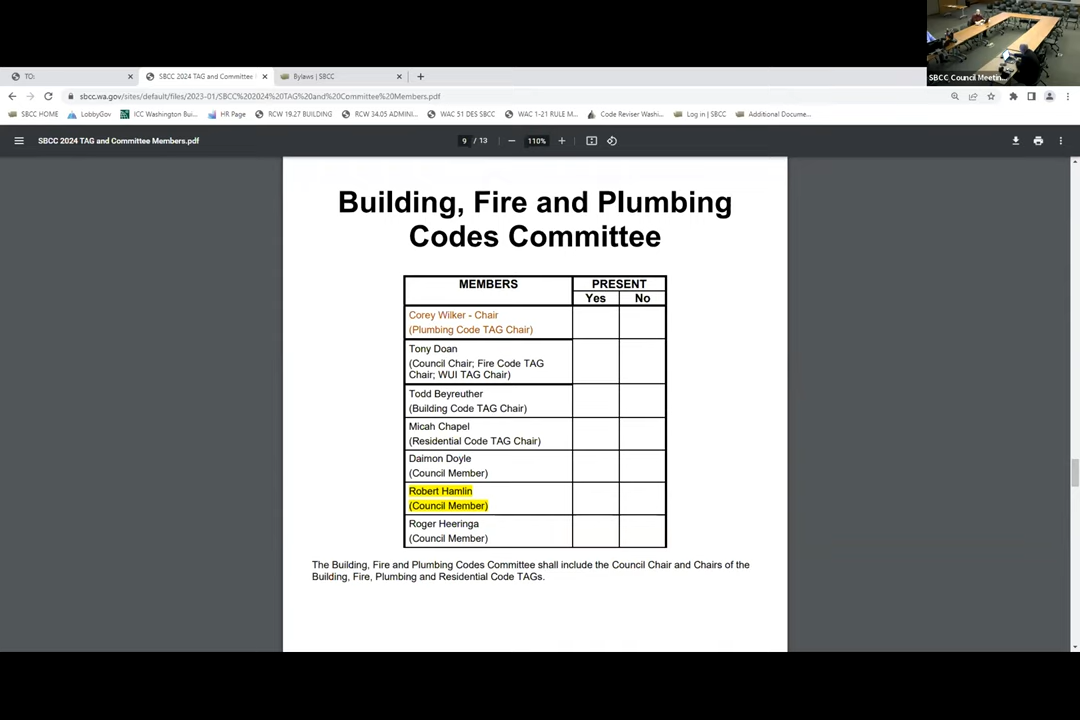 SBCC Council Meetin...
TO:
SBCC 2024 TAG and Committee
Bylaws | SBCC
sbcc.wa.gov/sites/default/files/2023-01/SBCC%202024%20TAG%20and%20Committee%20Members.pdf
SBCC HOME
LobbyGov
ICC Washington Bui...
HR Page
RCW 19.27 BUILDING
RCW 34.05 ADMINI...
WAC 51 DES SBCC
WAC 1-21 RULE M...
Code Reviser Washi...
Log in | SBCC
Additional Docume...
SBCC 2024 TAG and Committee Members.pdf
9 / 13
110%
Building, Fire and Plumbing
Codes Committee
MEMBERS
PRESENT
Yes
No
Corey Wilker - Chair
(Plumbing Code TAG Chair)
Tony Doan
(Council Chair; Fire Code TAG
Chair; WUI TAG Chair)
Todd Beyreuther
(Building Code TAG Chair)
Micah Chapel
(Residential Code TAG Chair)
Daimon Doyle
(Council Member)
Robert Hamlin
(Council Member)
Roger Heeringa
(Council Member)
The Building, Fire and Plumbing Codes Committee shall include the Council Chair and Chairs of the
Building, Fire, Plumbing and Residential Code TAGs.